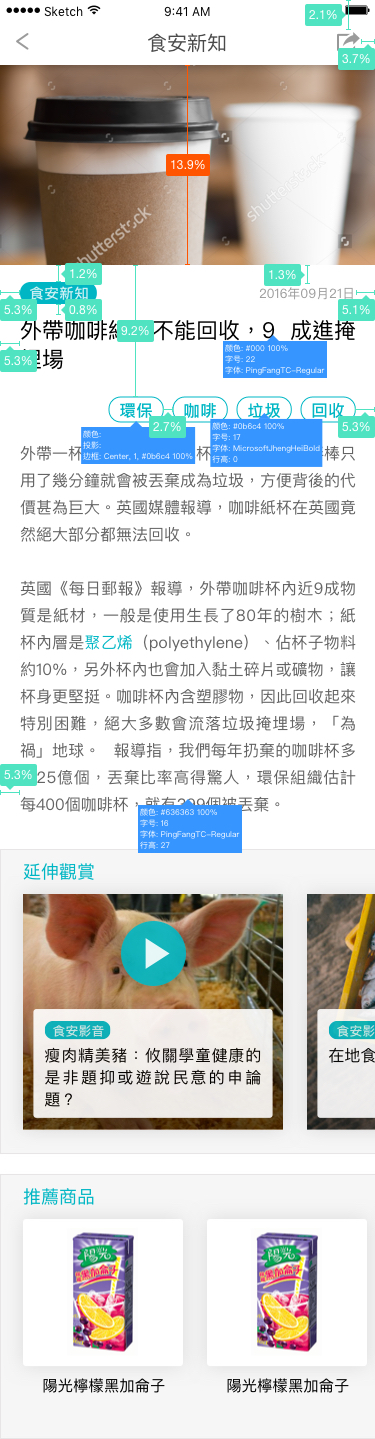 Sketch 9:41 AM 2.1%
食安新知
3.7%
13.9%
shutterstock shutterstock
1.2% 1.3%
食安新知 2016年09月21日
5.3% 0.8% 9.2% 5.1%
外帶咖啡紙 不能回收，9 成進掩
5.3% 埋場
颜色: #000 100%
字号: 22
字体: PingFangTC-Regular
環保 咖啡 垃圾 回收
2.7% 5.3%
颜色:
投影:
边框: Center, 1, #0b6c4 100%
颜色: #0b6c4 100%
字号: 17
字体: MicrosoftJhengHeiBold
行高: 0
外帶一杯 杯 棒只
用了幾分鐘就會被丟棄成為垃圾，方便背後的代
價甚為巨大。英國媒體報導，咖啡紙杯在英國竟
然絕大部分都無法回收。
英國《每日郵報》報導，外帶咖啡杯內近9成物
質是紙材，一般是使用生長了80年的樹木；紙
杯內層是聚乙烯（polyethylene）、佔杯子物料
約10%，另外杯內也會加入黏土碎片或礦物，讓
杯身更堅挺。咖啡杯內含塑膠物，因此回收起來
特別困難，絕大多數會流落垃圾掩埋場，「為
禍」地球。 報導指，我們每年扔棄的咖啡杯多
5.3% 25億個，丟棄比率高得驚人，環保組織估計
每400個咖啡杯，就有399個被丟棄。
颜色: #636363 100%
字号: 16
字体: PingFangTC-Regular
行高: 27
延伸觀賞
食安影音 食安影
瘦肉精美豬：攸關學童健康的
是非題抑或遊說民意的申論
題？
在地食
推薦商品
陽光 陽光
黑加侖子 黑加侖子
陽光檸檬黑加侖子 陽光檸檬黑加侖子